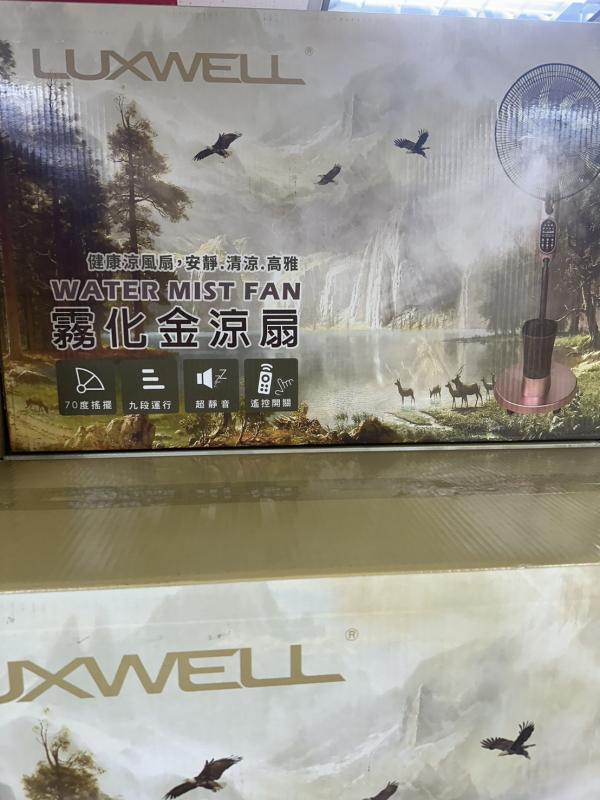 LUXWELL®
健康涼風扇,安靜.清涼.高雅
WATER MIST FAN
霧化金涼扇
70度搖擺 九段運行 超靜音 遙控開關
UXWELL®